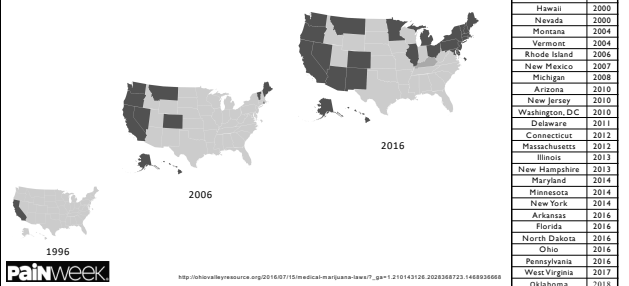 Hawaii 2000
Nevada 2000
Montana 2004
Vermont 2004
Rhode Island 2006
New Mexico 2007
Michigan 2008
Arizona 2010
New Jersey 2010
Washington, DC 2010
Delaware 2011
Connecticut 2012
Massachusetts 2012
Illinois 2013
New Hampshire 2013
Maryland 2014
Minnesota 2014
New York 2014
Arkansas 2016
Florida 2016
North Dakota 2016
Ohio 2016
Pennsylvania 2016
West Virginia 2017
Oklahoma 2018
2016
2006
1996
PAINWEEK.
http://ohiovalleyresource.org/2016/07/15/medical-marijuana-laws/?_ga=1.210143126.2028368723.1468936668